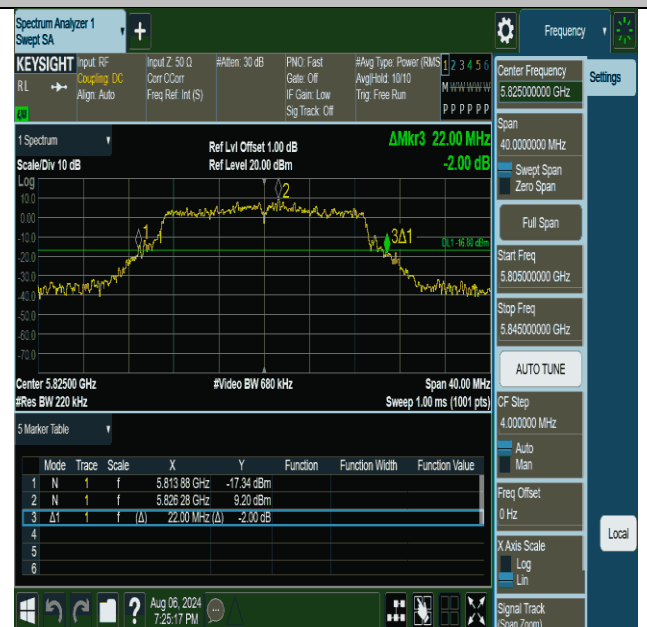 Spectrum Analyzer 1
Swept SA
+
Frequency
KEYSIGHT
RL
Input: RF
Coupling: DC
Align: Auto
Input Z: 50 Ω
Corr CCorr
Freq Ref: Int (S)
#Atten: 30 dB
PNO: Fast
Gate: Off
IF Gain: Low
Sig Track: Off
#Avg Type: Power (RMS
Avg|Hold: 10/10
Trig: Free Run
1 2 3 4 5 6
M W W W W W
P P P P P P
1 Spectrum
Scale/Div 10 dB
Ref Lvl Offset 1.00 dB
Ref Level 20.00 dBm
ΔMkr3 22.00 MHz
-2.00 dB
Log
10.0
0.00
-10.0
-20.0
-30.0
-40.0
-50.0
-60.0
-70.0
1
2
3Δ1
DL1 -16.80 dBm
Center 5.82500 GHz
#Res BW 220 kHz
#Video BW 680 kHz
Span 40.00 MHz
Sweep 1.00 ms (1001 pts)
5 Marker Table
Mode Trace Scale X Y Function Function Width Function Value
1 N 1 f 5.813 88 GHz -17.34 dBm
2 N 1 f 5.826 28 GHz 9.20 dBm
3 Δ1 1 f (Δ) 22.00 MHz (Δ) -2.00 dB
4
5
6
Aug 06, 2024
7:25:17 PM
?
Center Frequency
5.825000000 GHz
Span
40.0000000 MHz
Swept Span
Zero Span
Full Span
Start Freq
5.805000000 GHz
Stop Freq
5.845000000 GHz
AUTO TUNE
CF Step
4.000000 MHz
Auto
Man
Freq Offset
0 Hz
X Axis Scale
Log
Lin
Signal Track
(Span Zoom)
Settings
Local